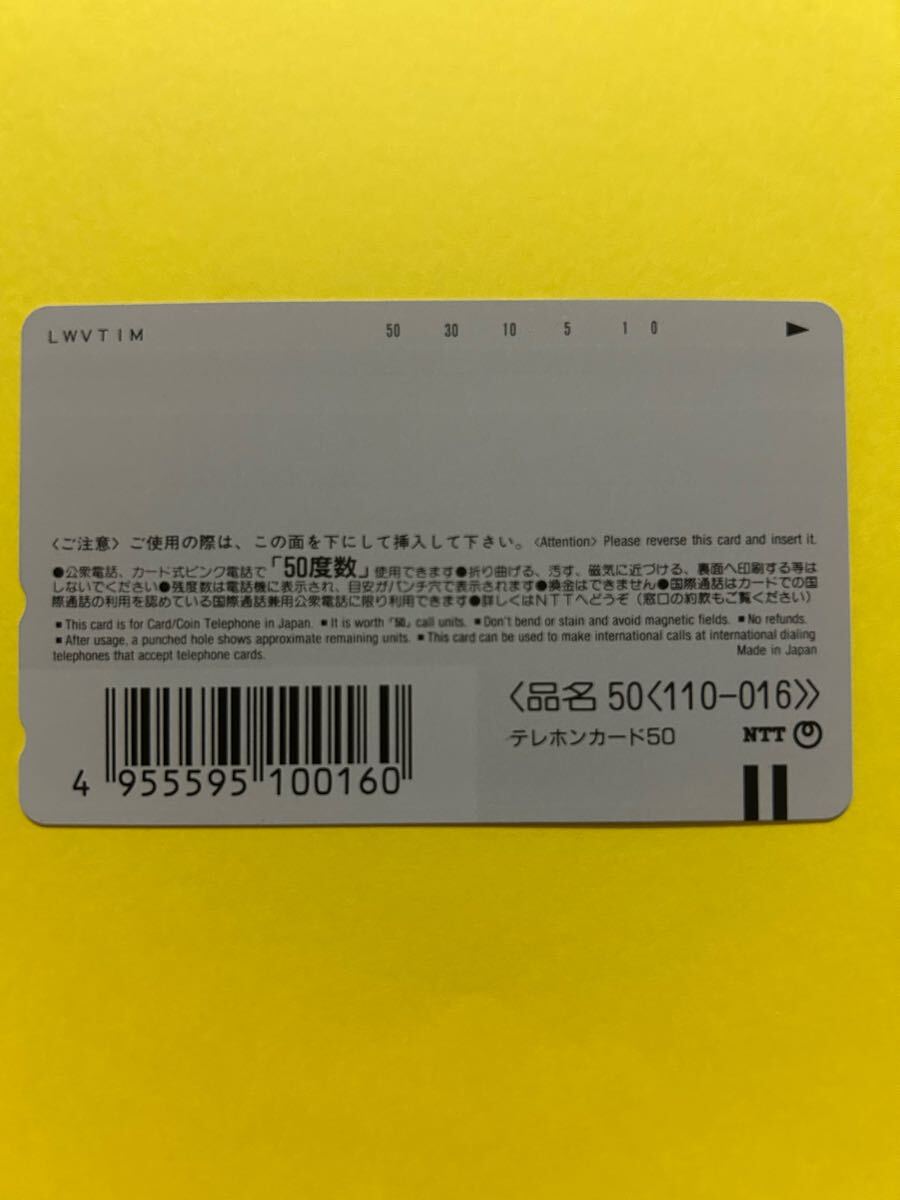 LWVTIM 50 30 10 5 1 0
〈ご注意〉ご使用の際は、この面を下にして挿入して下さい。〈Attention〉Please reverse this card and insert it.
●公衆電話、カード式ピンク電話で「50度数」使用できます●折り曲げる、汚す、磁気に近づける、裏面へ印刷する等は
しないでください●残度数は電話機に表示され、目安がパンチ穴で表示されます●換金はできません●国際通話はカードでの国
際通話の利用を認めている国際通話兼用公衆電話に限り利用できます●詳しくはNTTへどうぞ（窓口の約款もご覧ください）
■This card is for Card/Coin Telephone in Japan. ■It is worth「50」call units. ■Don't bend or stain and avoid magnetic fields. ■No refunds.
■After usage, a punched hole shows approximate remaining units. ■This card can be used to make international calls at international dialing
telephones that accept telephone cards. Made in Japan
〈品名 50〈110-016〉〉
テレホンカード50 NTT
4 955595 100160